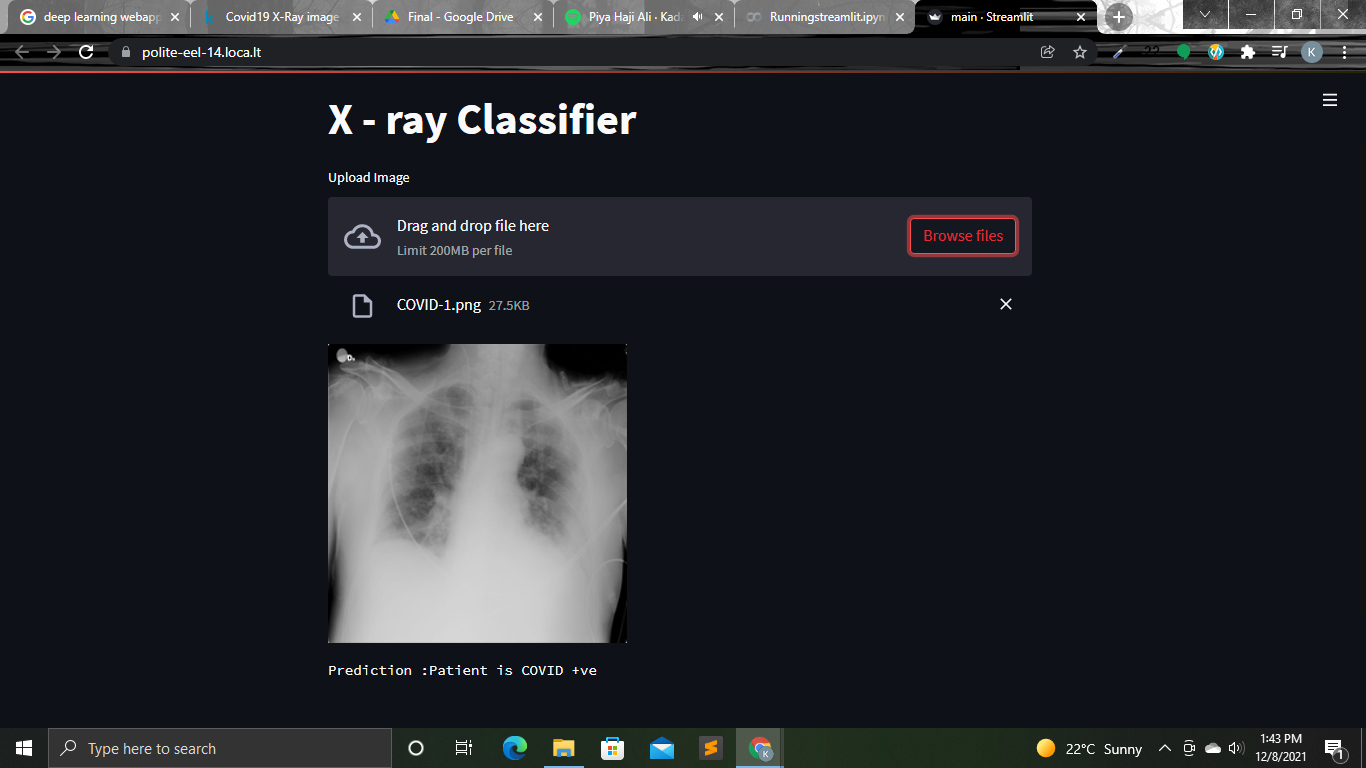 deep learning webapp
Covid19 X-Ray image
Final - Google Drive
Piya Haji Ali · Kada
Runningstreamlit.ipyn
main · Streamlit
polite-eel-14.loca.lt
K
X - ray Classifier
Upload Image
Drag and drop file here
Limit 200MB per file
Browse files
COVID-1.png 27.5KB
Prediction :Patient is COVID +ve
Type here to search
K
22°C Sunny
1:43 PM
12/8/2021
1